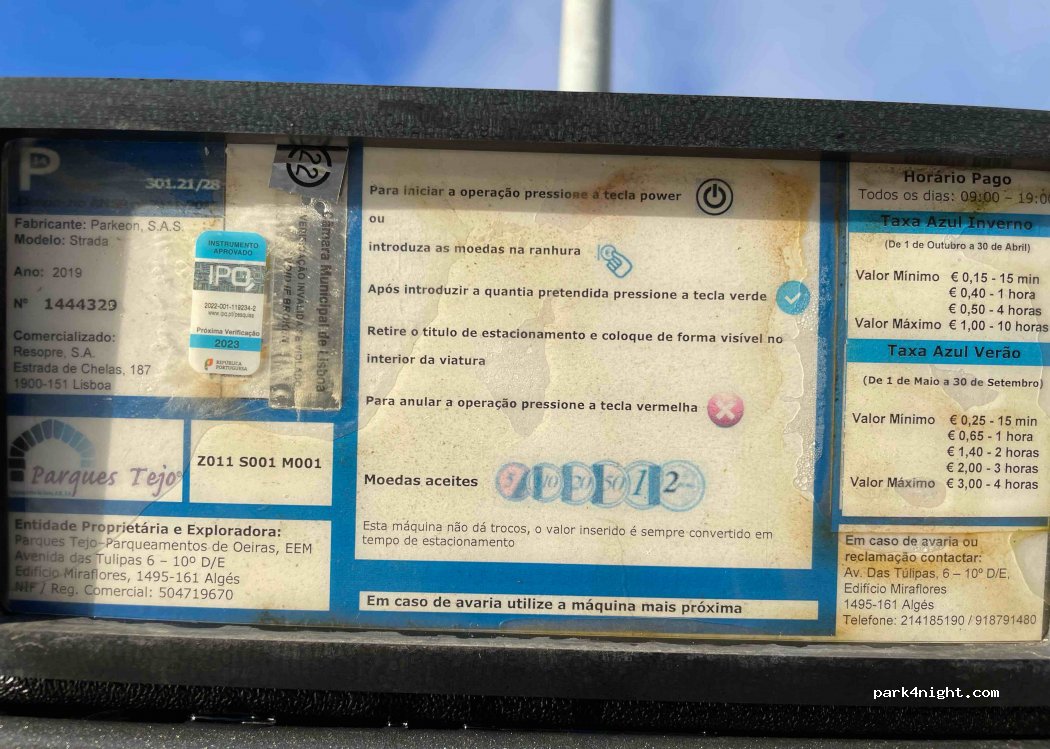 P
301.21/28
Fabricante: Parkeon, S.A.S.
Modelo: Strada
Ano: 2019
Nº 1444329
Comercializado:
Resopre, S.A.
Estrada de Chelas, 187
1900-151 Lisboa
INSTRUMENTO
APROVADO
IPQ
2022-001-119234-2
Próxima Verificação
2023
REPÚBLICA
PORTUGUESA
22
Câmara Municipal de Lisboa
Parques Tejo
Z011 S001 M001
Entidade Proprietária e Exploradora:
Parques Tejo-Parqueamentos de Oeiras, EEM
Avenida das Tulipas 6 – 10º D/E
Edifício Miraflores, 1495-161 Algés
NIF / Reg. Comercial: 504719670
Para iniciar a operação pressione a tecla power
ou
introduza as moedas na ranhura
Após introduzir a quantia pretendida pressione a tecla verde
Retire o titulo de estacionamento e coloque de forma visível no
interior da viatura
Para anular a operação pressione a tecla vermelha
Moedas aceites 5 10 20 50 1 2
Esta máquina não dá trocos, o valor inserido é sempre convertido em
tempo de estacionamento
Em caso de avaria utilize a máquina mais próxima
Horário Pago
Todos os dias: 09:00 – 19:00
Taxa Azul Inverno
(De 1 de Outubro a 30 de Abril)
Valor Mínimo € 0,15 - 15 min
€ 0,40 - 1 hora
€ 0,50 - 4 horas
Valor Máximo € 1,00 - 10 horas
Taxa Azul Verão
(De 1 de Maio a 30 de Setembro)
Valor Mínimo € 0,25 - 15 min
€ 0,65 - 1 hora
€ 1,40 - 2 horas
€ 2,00 - 3 horas
Valor Máximo € 3,00 - 4 horas
Em caso de avaria ou
reclamação contactar:
Av. Das Túlipas, 6 – 10º D/E,
Edifício Miraflores
1495-161 Algés
Telefone: 214185190 / 918791480
park4night.com